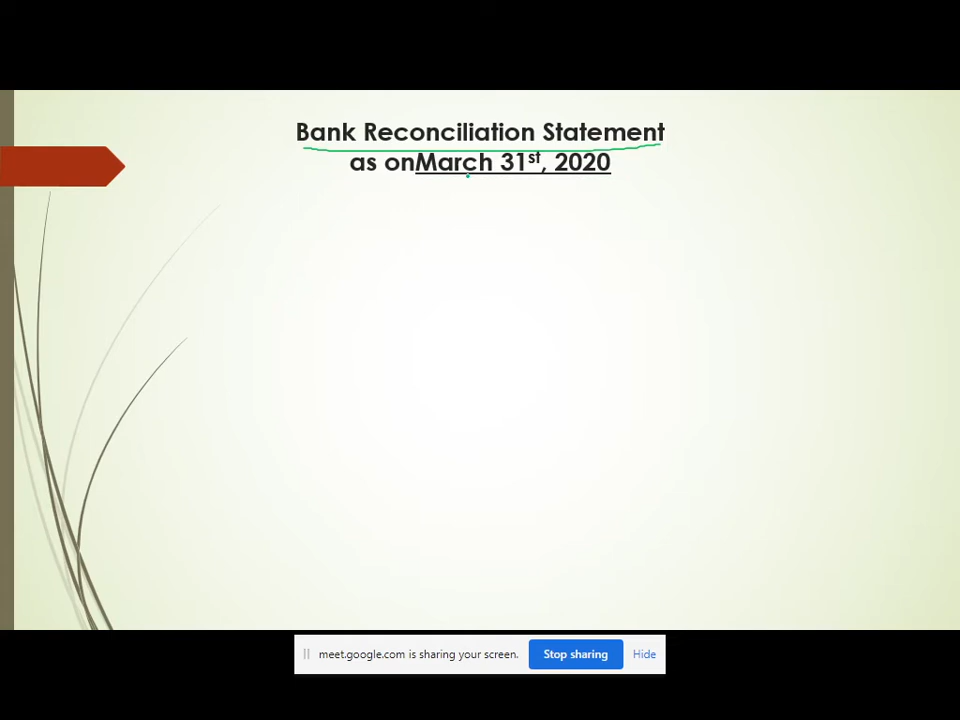 Bank Reconciliation Statement
as onMarch 31st, 2020
meet.google.com is sharing your screen. Stop sharing Hide